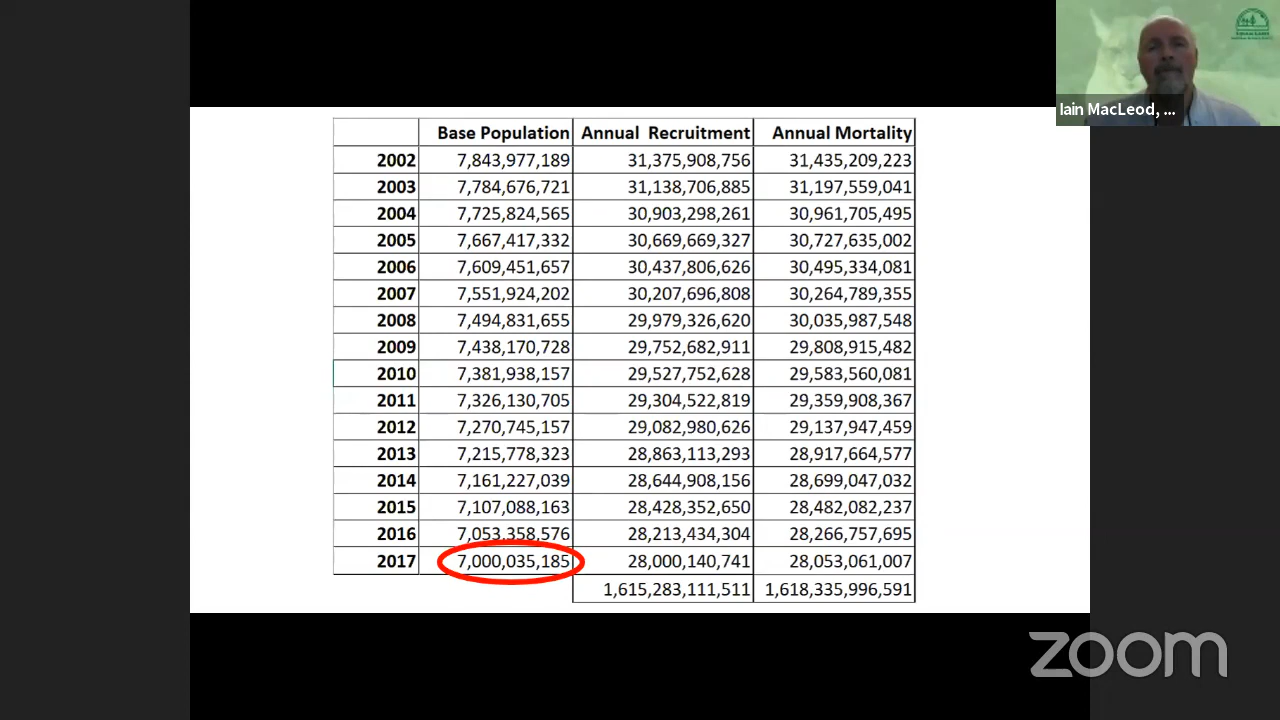 Iain MacLeod, ...
Base Population Annual Recruitment Annual Mortality
2002 7,843,977,189 31,375,908,756 31,435,209,223
2003 7,784,676,721 31,138,706,885 31,197,559,041
2004 7,725,824,565 30,903,298,261 30,961,705,495
2005 7,667,417,332 30,669,669,327 30,727,635,002
2006 7,609,451,657 30,437,806,626 30,495,334,081
2007 7,551,924,202 30,207,696,808 30,264,789,355
2008 7,494,831,655 29,979,326,620 30,035,987,548
2009 7,438,170,728 29,752,682,911 29,808,915,482
2010 7,381,938,157 29,527,752,628 29,583,560,081
2011 7,326,130,705 29,304,522,819 29,359,908,367
2012 7,270,745,157 29,082,980,626 29,137,947,459
2013 7,215,778,323 28,863,113,293 28,917,664,577
2014 7,161,227,039 28,644,908,156 28,699,047,032
2015 7,107,088,163 28,428,352,650 28,482,082,237
2016 7,053,358,576 28,213,434,304 28,266,757,695
2017 7,000,035,185 28,000,140,741 28,053,061,007
1,615,283,111,511 1,618,335,996,591
zoom